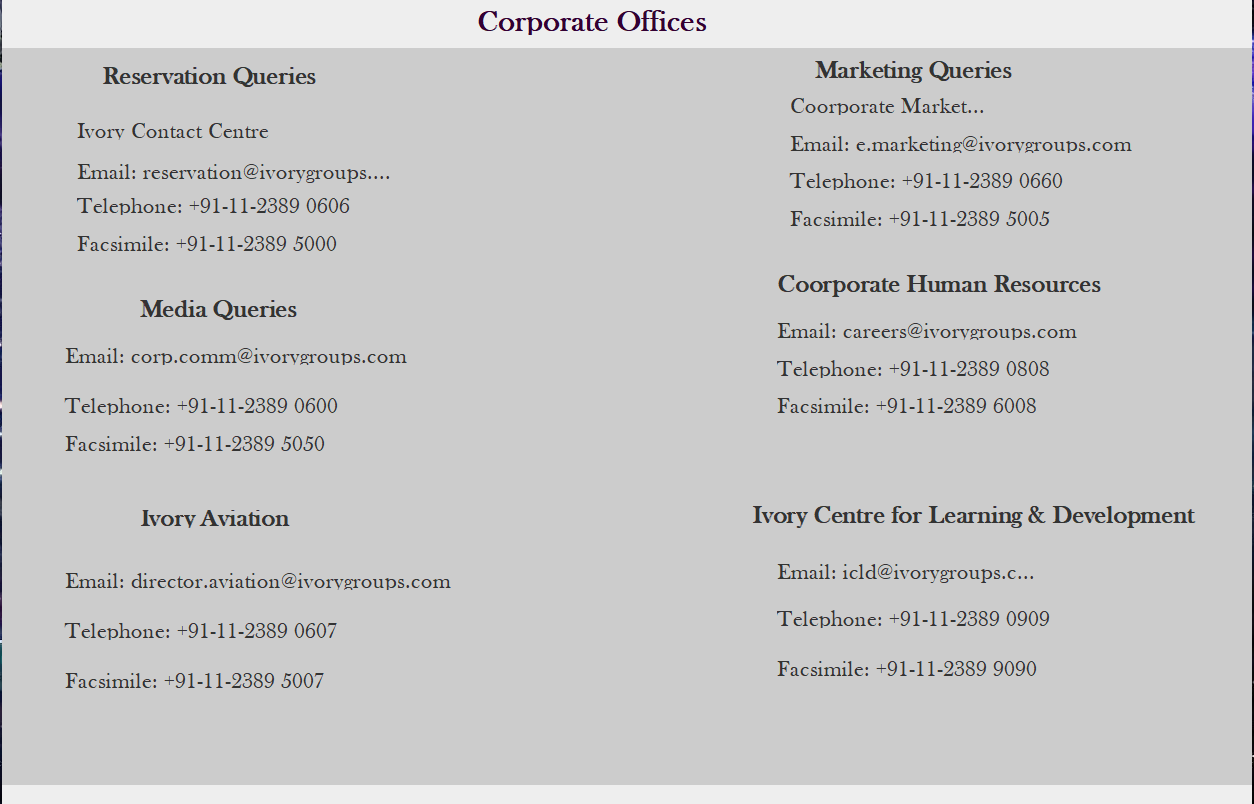 Corporate Offices
Reservation Queries
Ivory Contact Centre
Email: reservation@ivorygroups....
Telephone: +91-11-2389 0606
Facsimile: +91-11-2389 5000
Media Queries
Email: corp.comm@ivorygroups.com
Telephone: +91-11-2389 0600
Facsimile: +91-11-2389 5050
Ivory Aviation
Email: director.aviation@ivorygroups.com
Telephone: +91-11-2389 0607
Facsimile: +91-11-2389 5007
Marketing Queries
Coorporate Market...
Email: e.marketing@ivorygroups.com
Telephone: +91-11-2389 0660
Facsimile: +91-11-2389 5005
Coorporate Human Resources
Email: careers@ivorygroups.com
Telephone: +91-11-2389 0808
Facsimile: +91-11-2389 6008
Ivory Centre for Learning & Development
Email: icld@ivorygroups.c...
Telephone: +91-11-2389 0909
Facsimile: +91-11-2389 9090